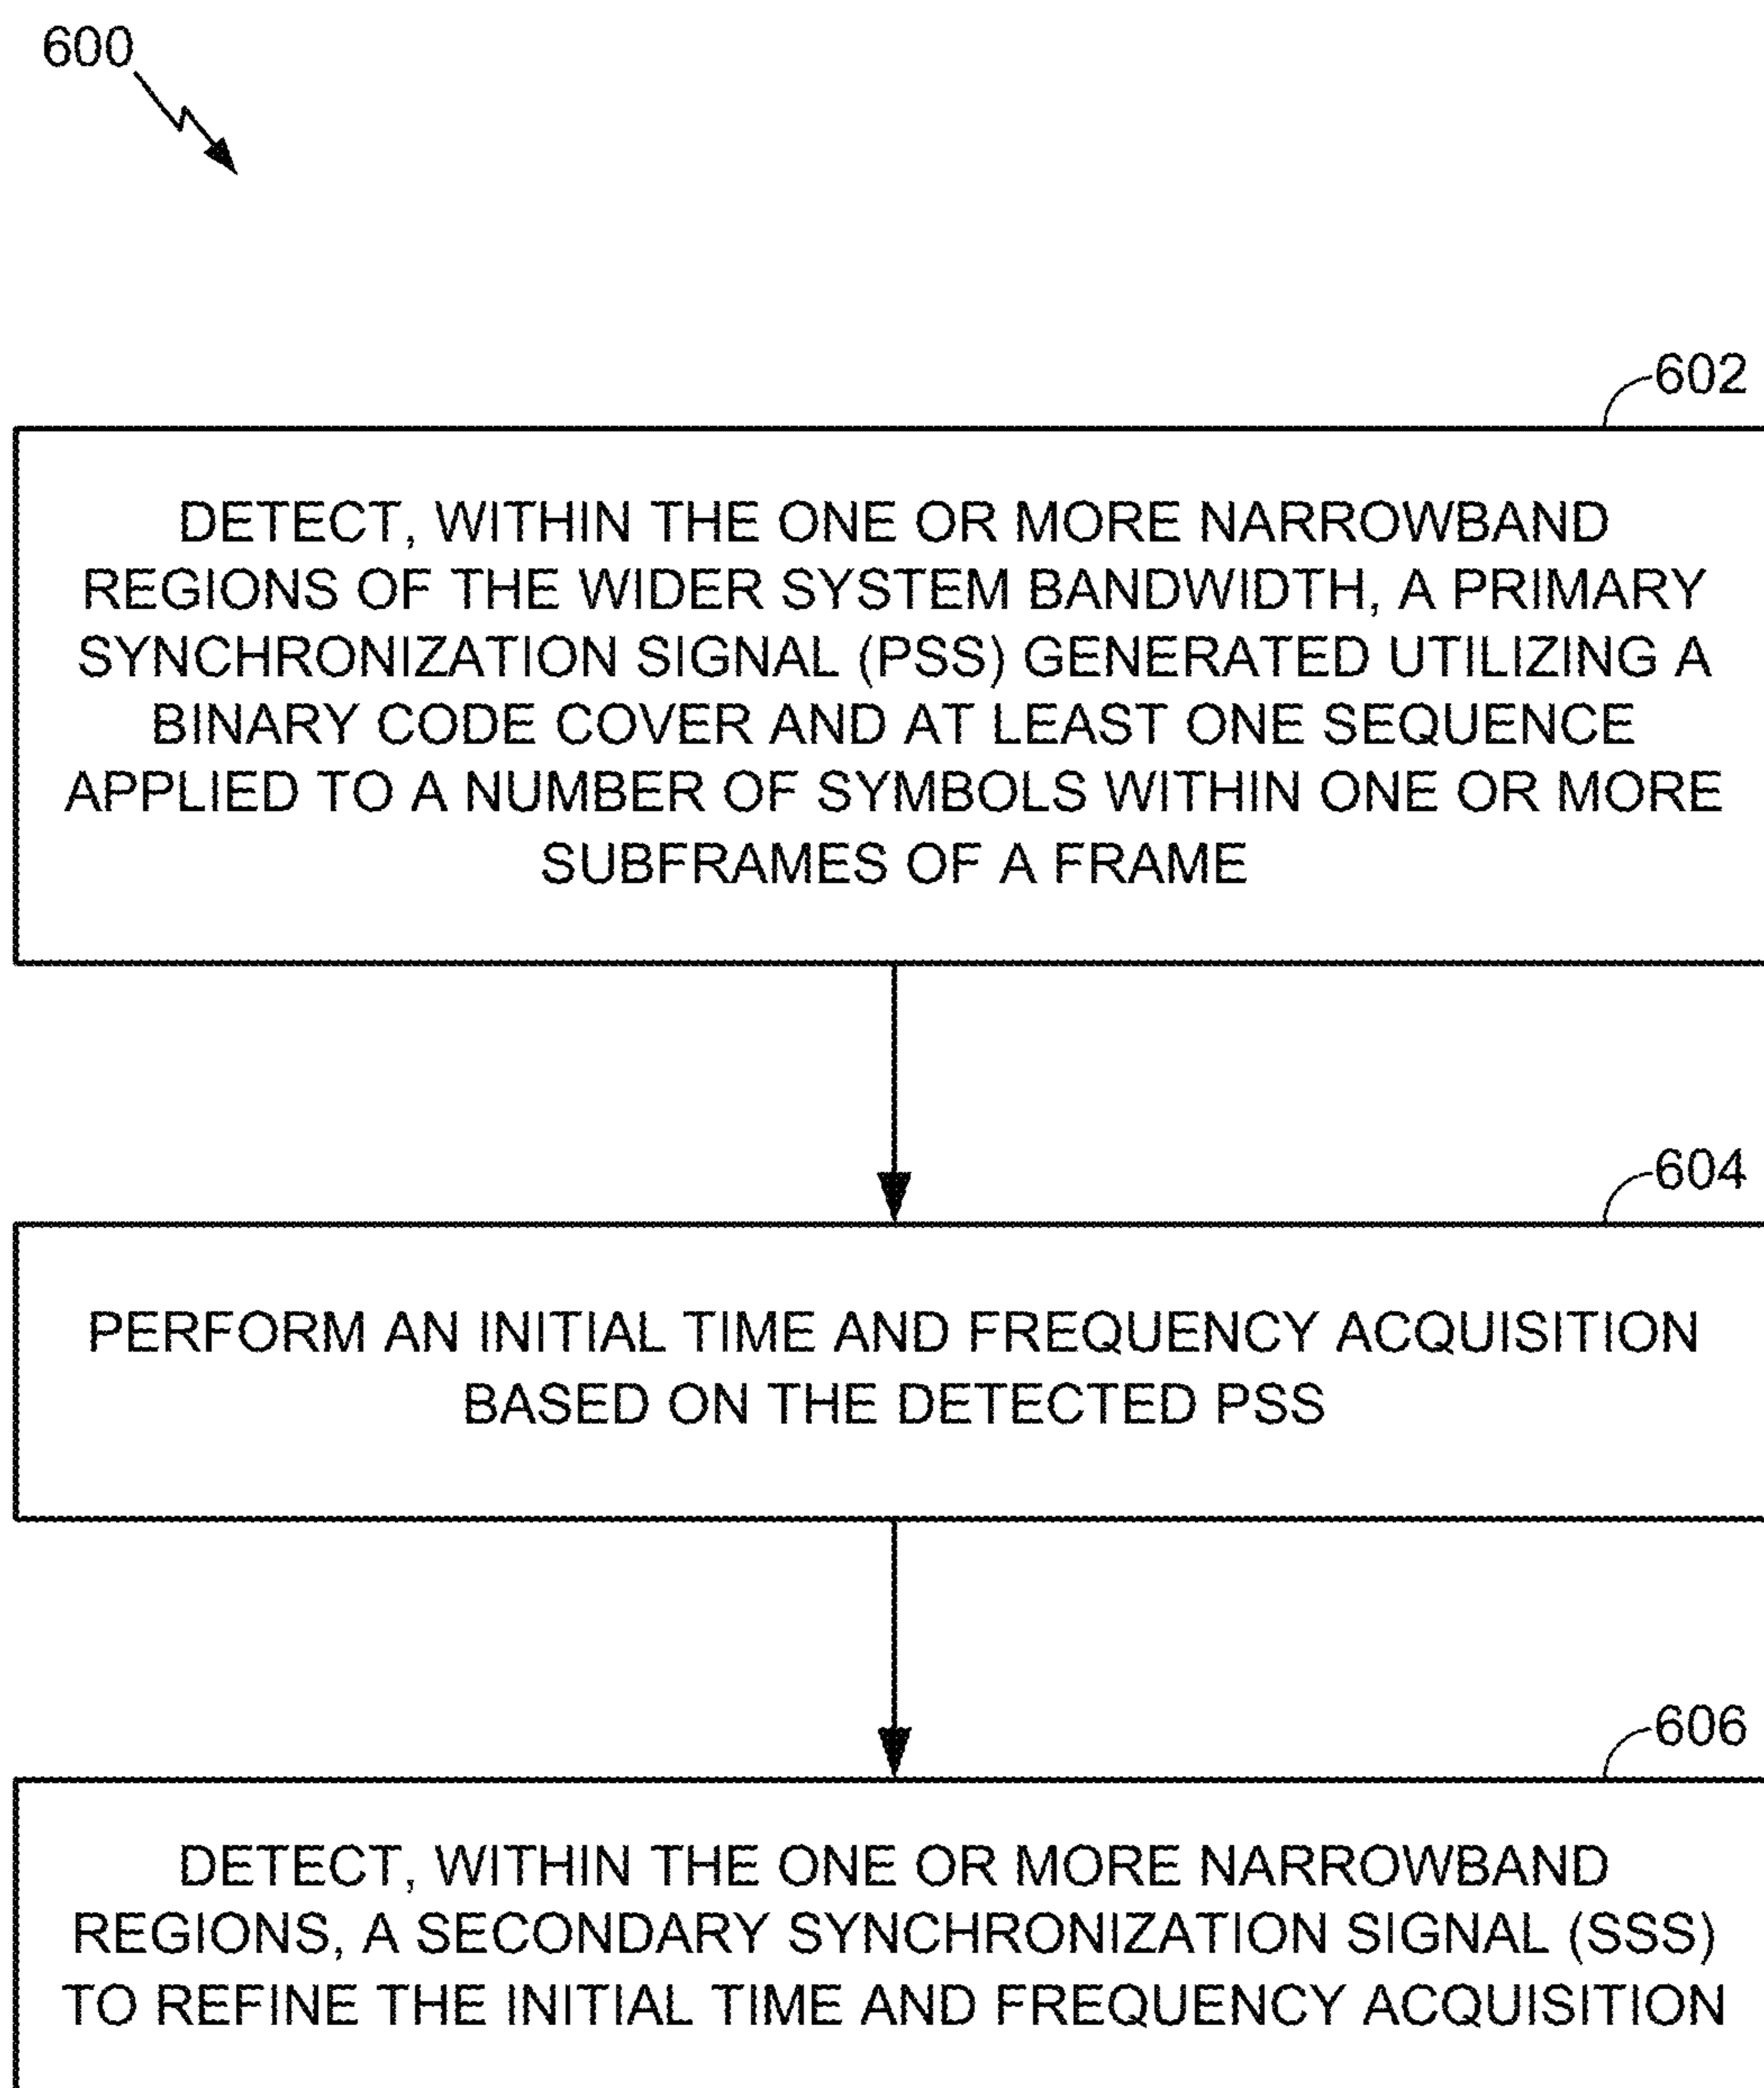 600
602
DETECT, WITHIN THE ONE OR MORE NARROWBAND
REGIONS OF THE WIDER SYSTEM BANDWIDTH, A PRIMARY
SYNCHRONIZATION SIGNAL (PSS) GENERATED UTILIZING A
BINARY CODE COVER AND AT LEAST ONE SEQUENCE
APPLIED TO A NUMBER OF SYMBOLS WITHIN ONE OR MORE
SUBFRAMES OF A FRAME
604
PERFORM AN INITIAL TIME AND FREQUENCY ACQUISITION
BASED ON THE DETECTED PSS
606
DETECT, WITHIN THE ONE OR MORE NARROWBAND
REGIONS, A SECONDARY SYNCHRONIZATION SIGNAL (SSS)
TO REFINE THE INITIAL TIME AND FREQUENCY ACQUISITION